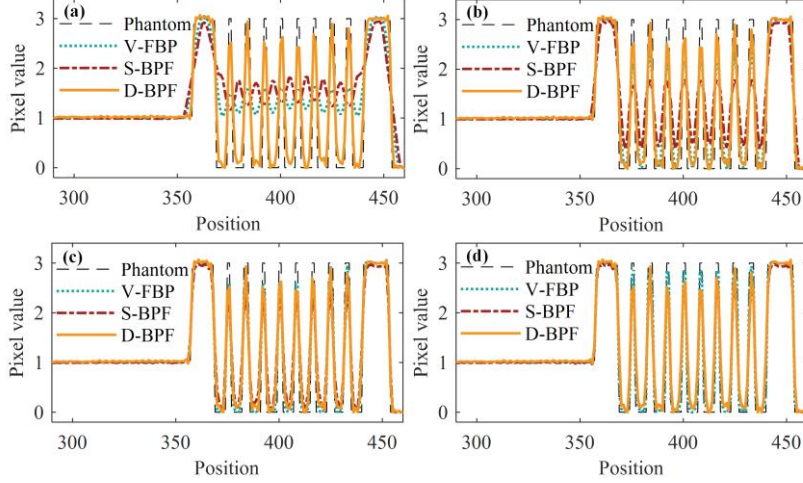 (a)
Phantom
V-FBP
S-BPF
D-BPF
Pixel value
3
2
1
0
300
350
400
450
Position
(b)
Phantom
V-FBP
S-BPF
D-BPF
Pixel value
3
2
1
0
300
350
400
450
Position
(c)
Phantom
V-FBP
S-BPF
D-BPF
Pixel value
3
2
1
0
300
350
400
450
Position
(d)
Phantom
V-FBP
S-BPF
D-BPF
Pixel value
3
2
1
0
300
350
400
450
Position